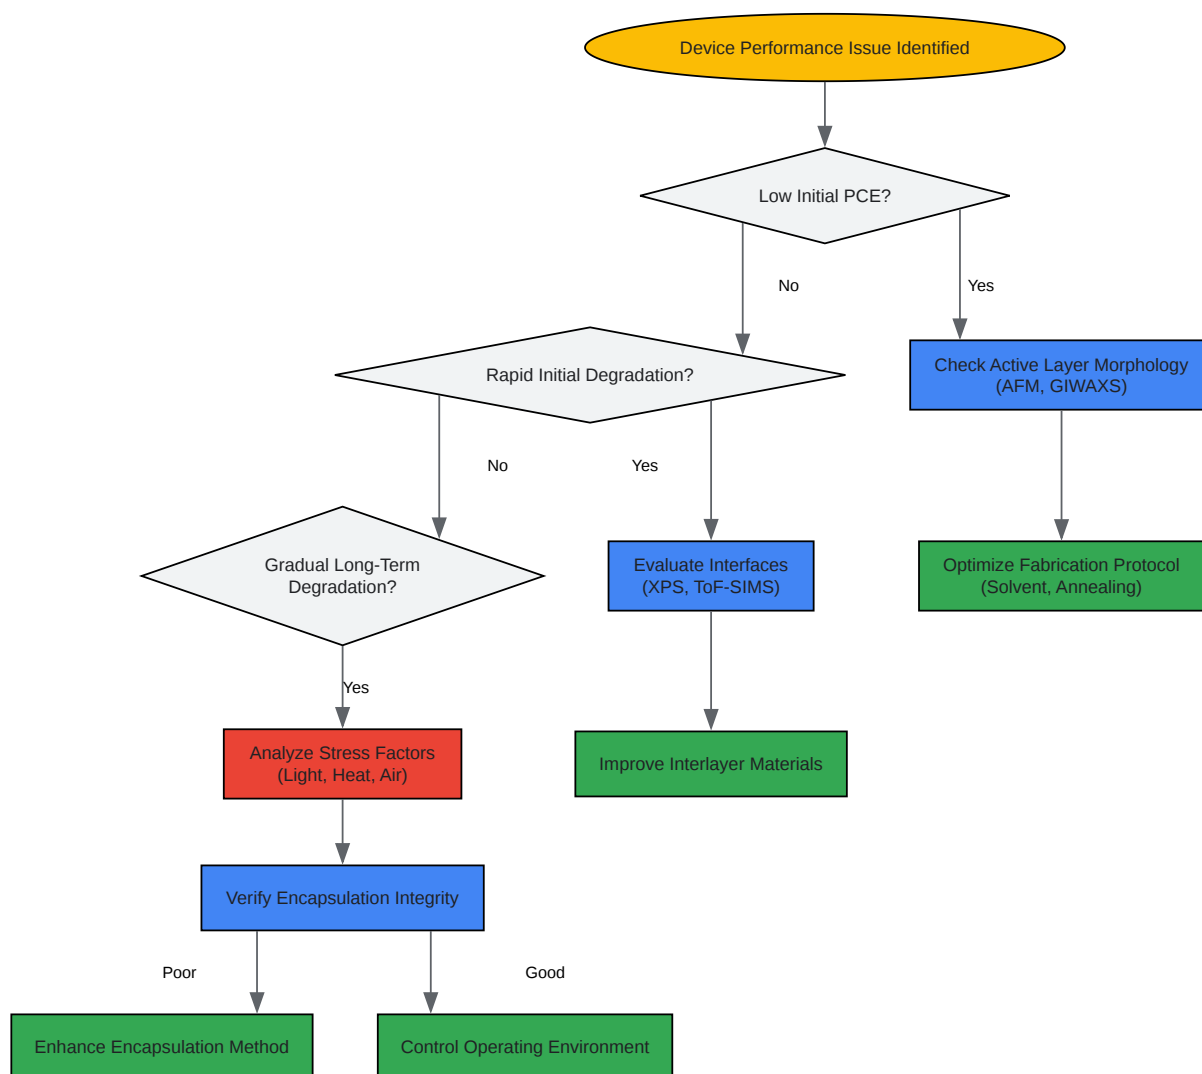 Device Performance Issue Identified
Low Initial PCE?
No
Yes
Rapid Initial Degradation?
Check Active Layer Morphology
(AFM, GIWAXS)
No
Yes
Gradual Long-Term
Degradation?
Evaluate Interfaces
(XPS, ToF-SIMS)
Optimize Fabrication Protocol
(Solvent, Annealing)
Yes
Analyze Stress Factors
(Light, Heat, Air)
Improve Interlayer Materials
Verify Encapsulation Integrity
Poor
Good
Enhance Encapsulation Method
Control Operating Environment